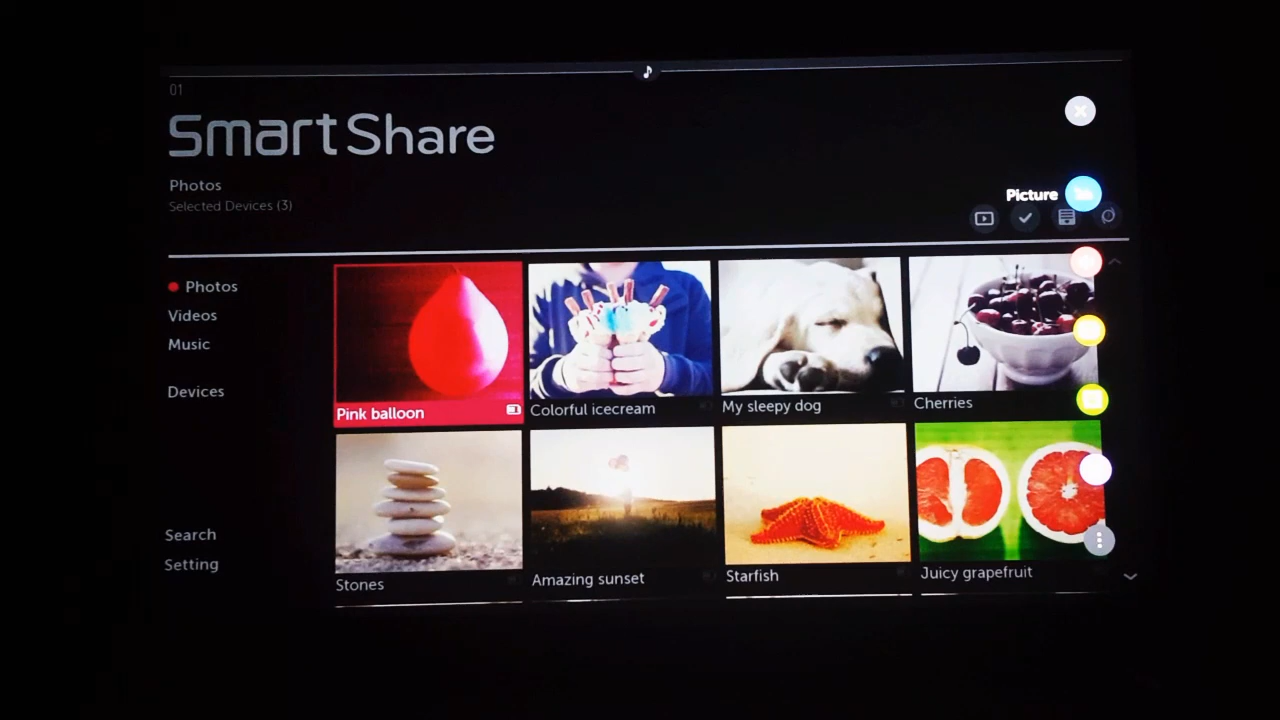 01
Smart Share
Photos
Selected Devices (3)
Picture
Photos
Videos
Music
Devices
Search
Setting
Pink balloon
Colorful icecream
My sleepy dog
Cherries
Stones
Amazing sunset
Starfish
Juicy grapefruit